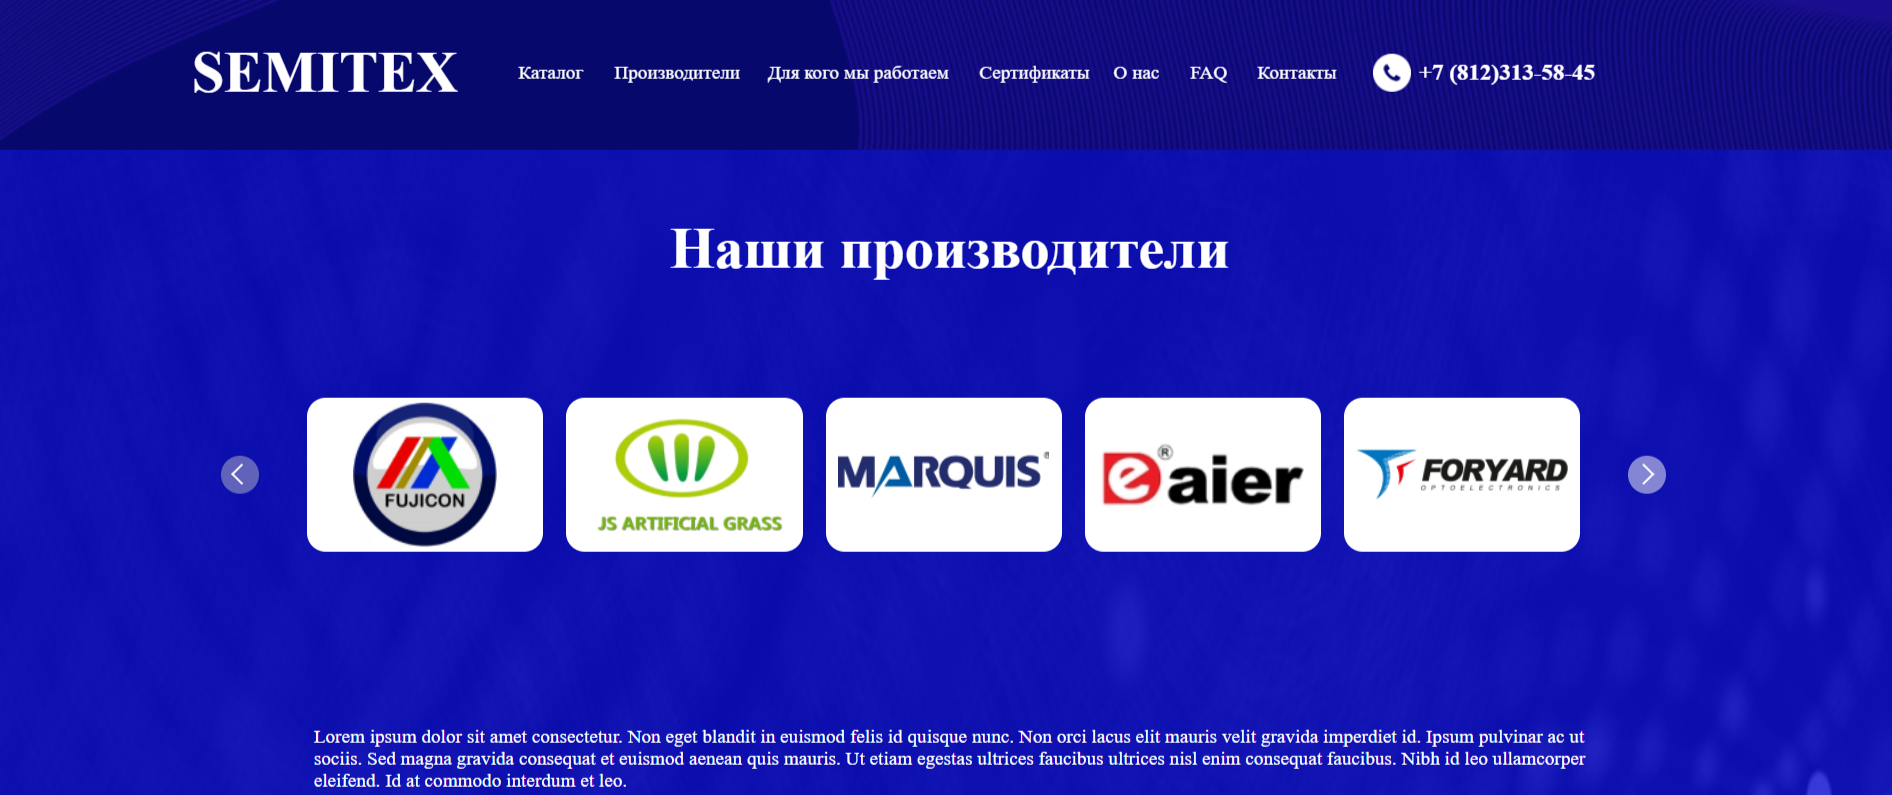 SEMITEX
Каталог Производители Для кого мы работаем Сертификаты О нас FAQ Контакты +7 (812)313-58-45
Наши производители
FUJICON
JS ARTIFICIAL GRASS
MARQUIS ®
e® aier
FORYARD
OPTOELECTRONICS
Lorem ipsum dolor sit amet consectetur. Non eget blandit in euismod felis id quisque nunc. Non orci lacus elit mauris velit gravida imperdiet id. Ipsum pulvinar ac ut
sociis. Sed magna gravida consequat et euismod aenean quis mauris. Ut etiam egestas ultrices faucibus ultrices nisl enim consequat faucibus. Nibh id leo ullamcorper
eleifend. Id at commodo interdum et leo.